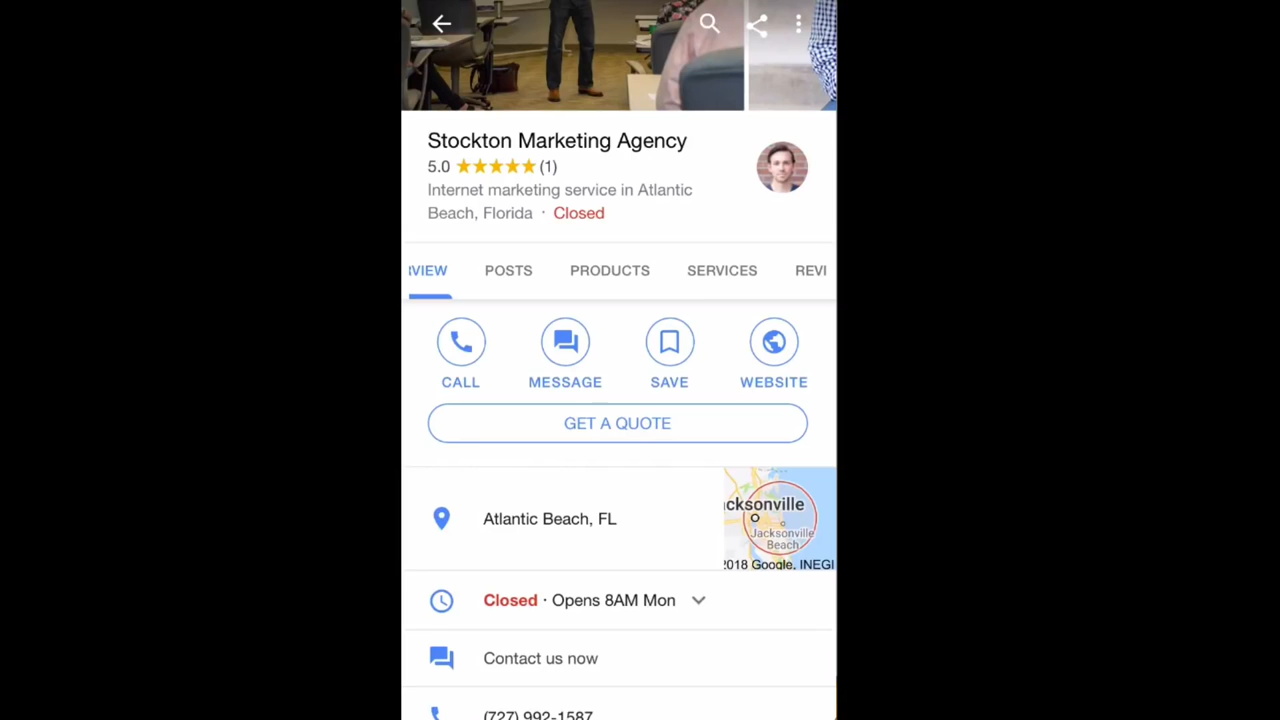 Stockton Marketing Agency
5.0 (1)
Internet marketing service in Atlantic
Beach, Florida · Closed
RVIEW POSTS PRODUCTS SERVICES REVI
CALL MESSAGE SAVE WEBSITE
GET A QUOTE
Atlantic Beach, FL
cksonville
Jacksonville
Beach
2018 Google, INEGI
Closed · Opens 8AM Mon
Contact us now
(727) 992-1587